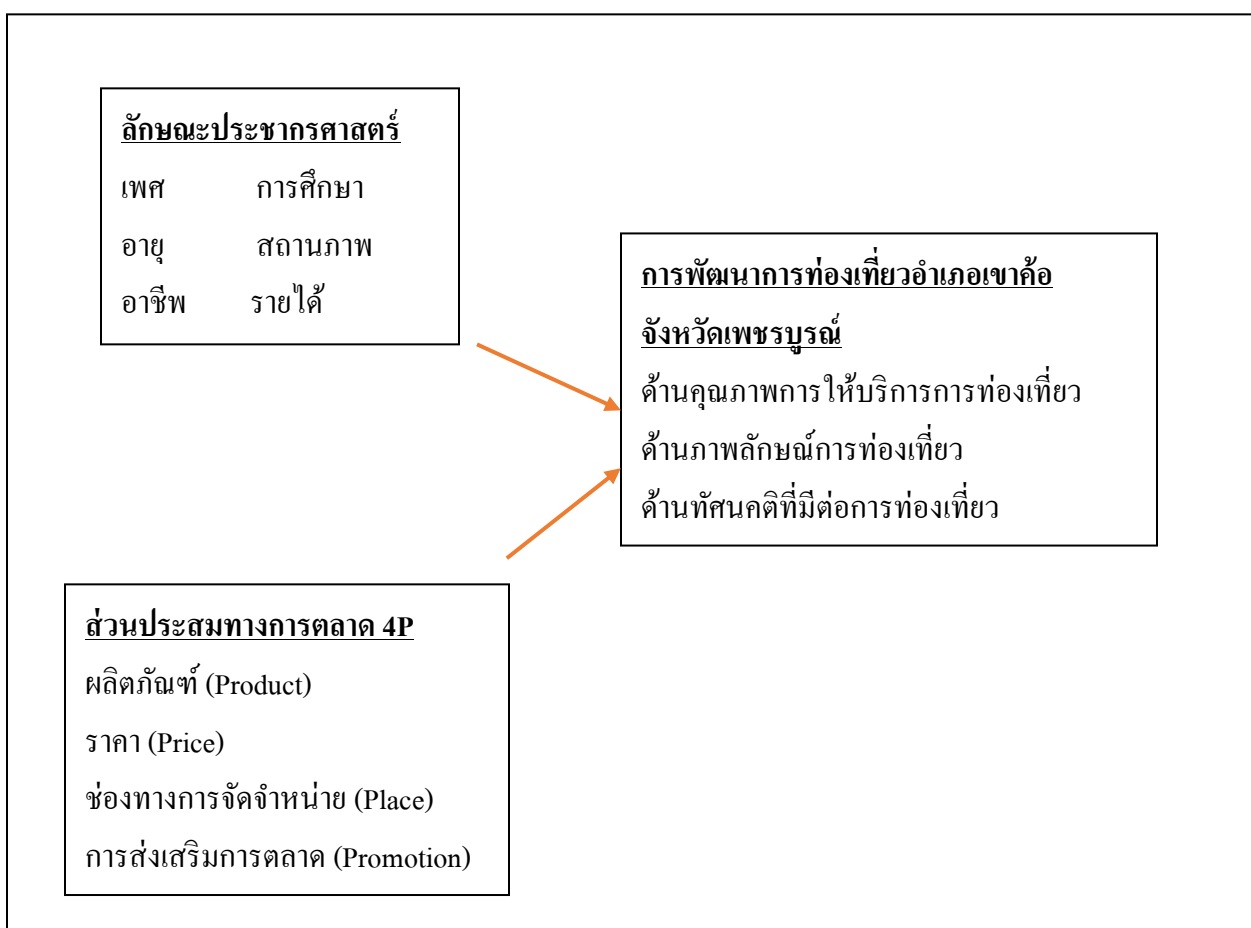 ลักษณะประชากรศาสตร์
เพศ การศึกษา
อายุ สถานภาพ
อาชีพ รายได้
การพัฒนาการท่องเที่ยวอำเภอเขาค้อ
จังหวัดเพชรบูรณ์
ด้านคุณภาพการให้บริการการท่องเที่ยว
ด้านภาพลักษณ์การท่องเที่ยว
ด้านทัศนคติที่มีต่อการท่องเที่ยว
ส่วนประสมทางการตลาด 4P
ผลิตภัณฑ์ (Product)
ราคา (Price)
ช่องทางการจัดจำหน่าย (Place)
การส่งเสริมการตลาด (Promotion)